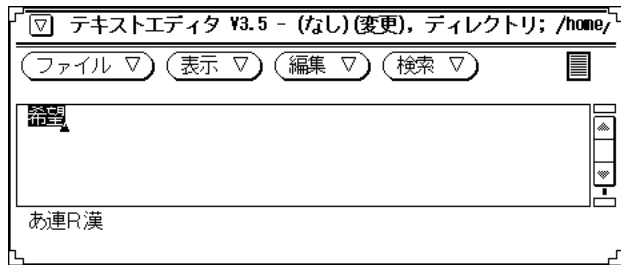 テキストエディタ V3.5 - (なし)(変更), ディレクトリ; /home/
ファイル ▽ 表示 ▽ 編集 ▽ 検索 ▽
希望
あ連R漢